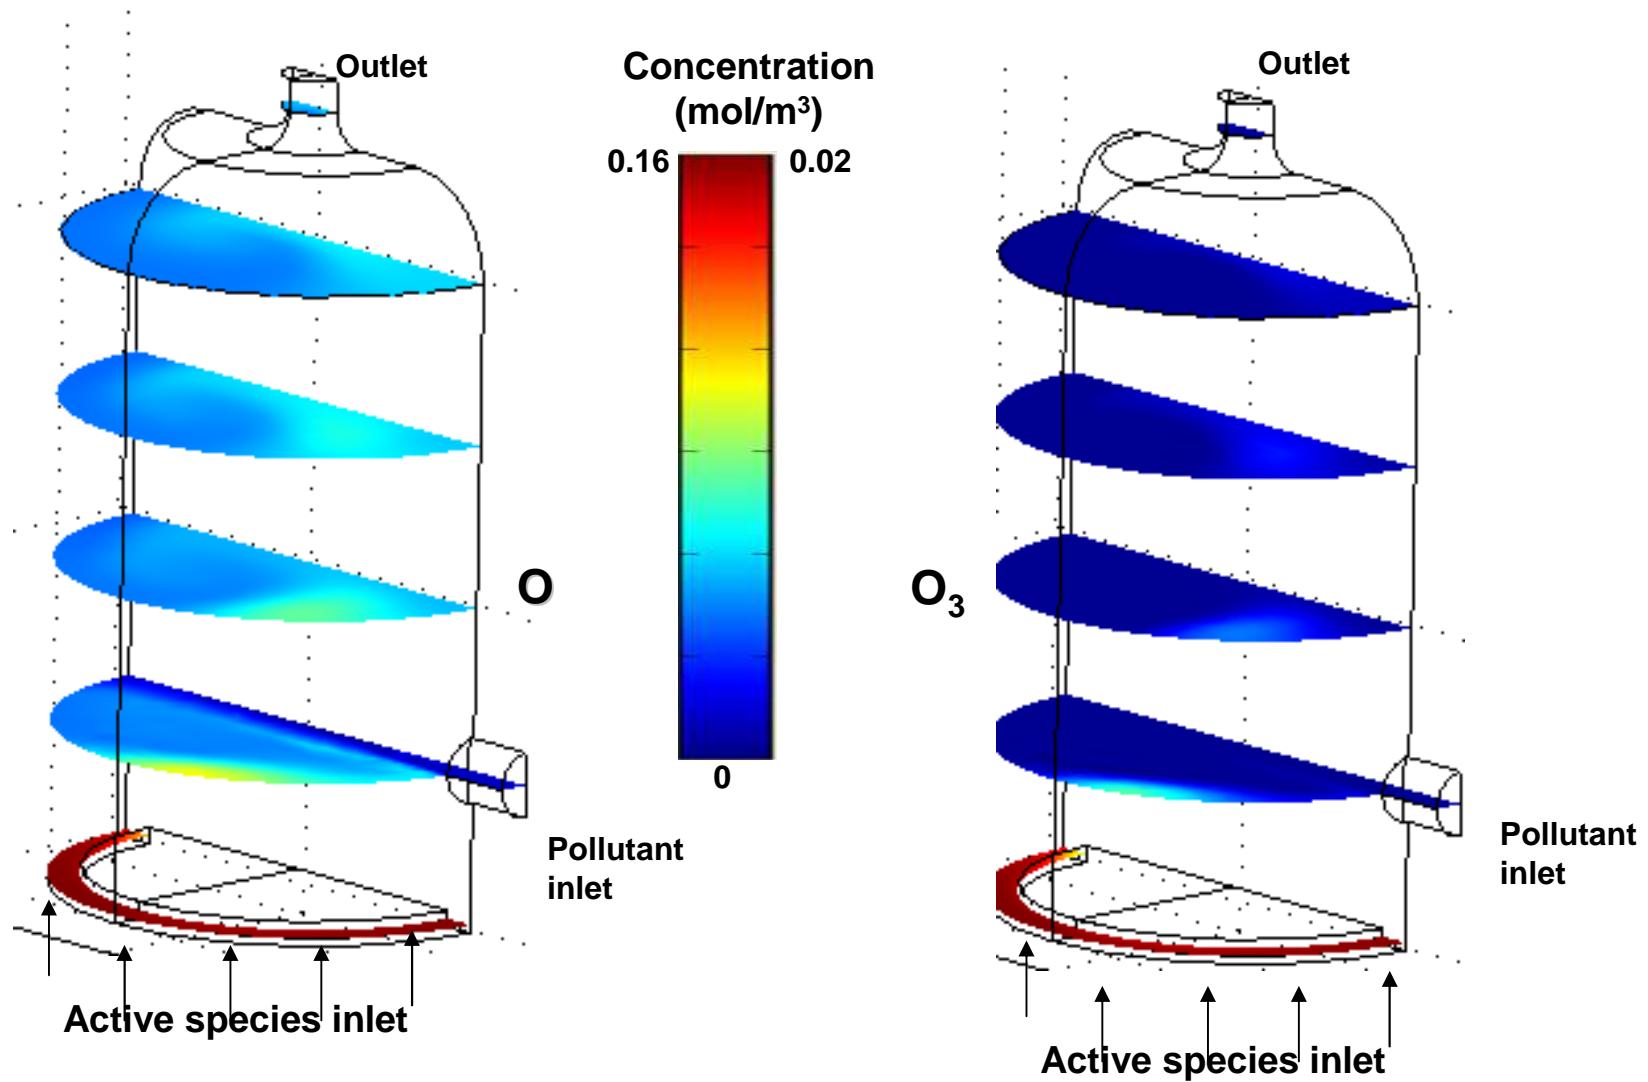 Outlet
Concentration
(mol/m³)
0.16
0.02
0
O
Pollutant
inlet
Active species inlet
Outlet
O₃
Pollutant
inlet
Active species inlet